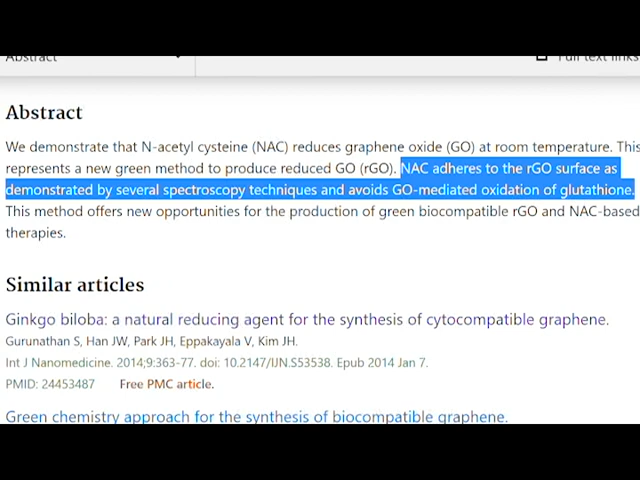 Abstract
Full text links
Abstract
We demonstrate that N-acetyl cysteine (NAC) reduces graphene oxide (GO) at room temperature. This
represents a new green method to produce reduced GO (rGO). NAC adheres to the rGO surface as
demonstrated by several spectroscopy techniques and avoids GO-mediated oxidation of glutathione.
This method offers new opportunities for the production of green biocompatible rGO and NAC-based
therapies.
Similar articles
Ginkgo biloba: a natural reducing agent for the synthesis of cytocompatible graphene.
Gurunathan S, Han JW, Park JH, Eppakayala V, Kim JH.
Int J Nanomedicine. 2014;9:363-77. doi: 10.2147/IJN.S53538. Epub 2014 Jan 7.
PMID: 24453487 Free PMC article.
Green chemistry approach for the synthesis of biocompatible graphene.